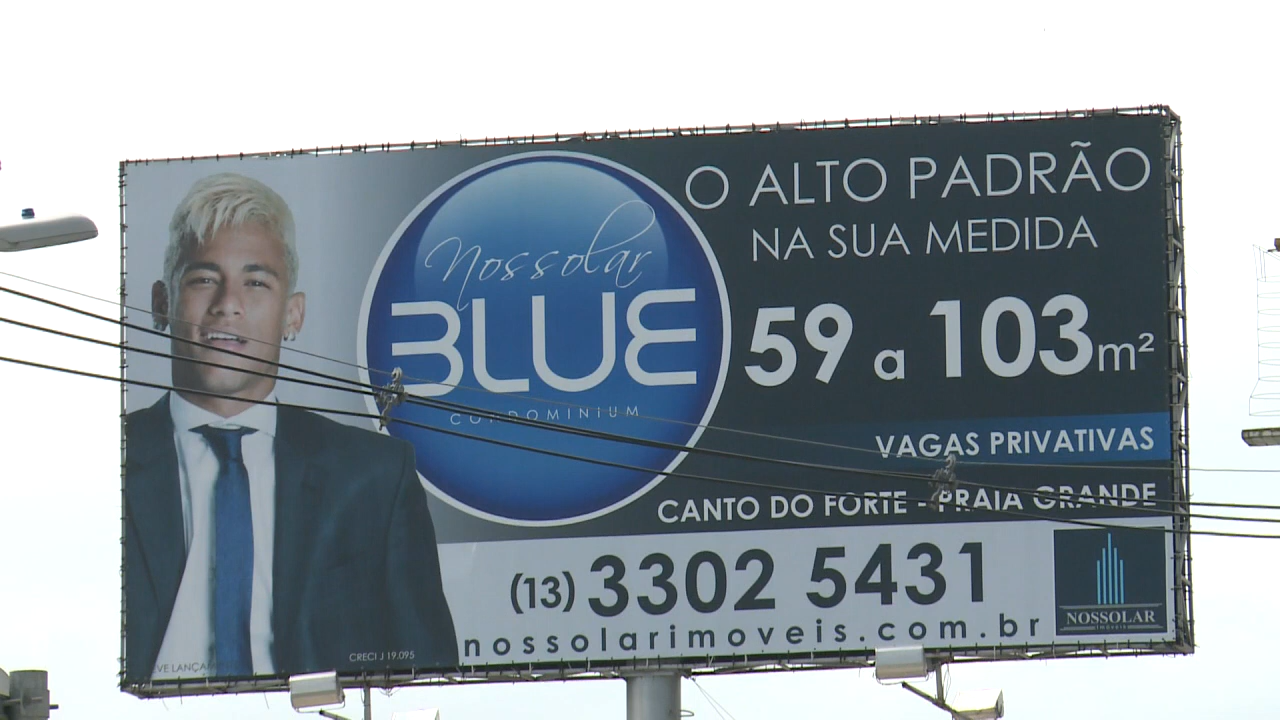 O ALTO PADRÃO
NA SUA MEDIDA
Nossolar
BLUE
CONDOMINIUM
59 a 103m²
VAGAS PRIVATIVAS
CANTO DO FORTE - PRAIA GRANDE
(13) 3302 5431
nossolarimoveis.com.br
NOSSOLAR
imóveis
CRECI J 19.095